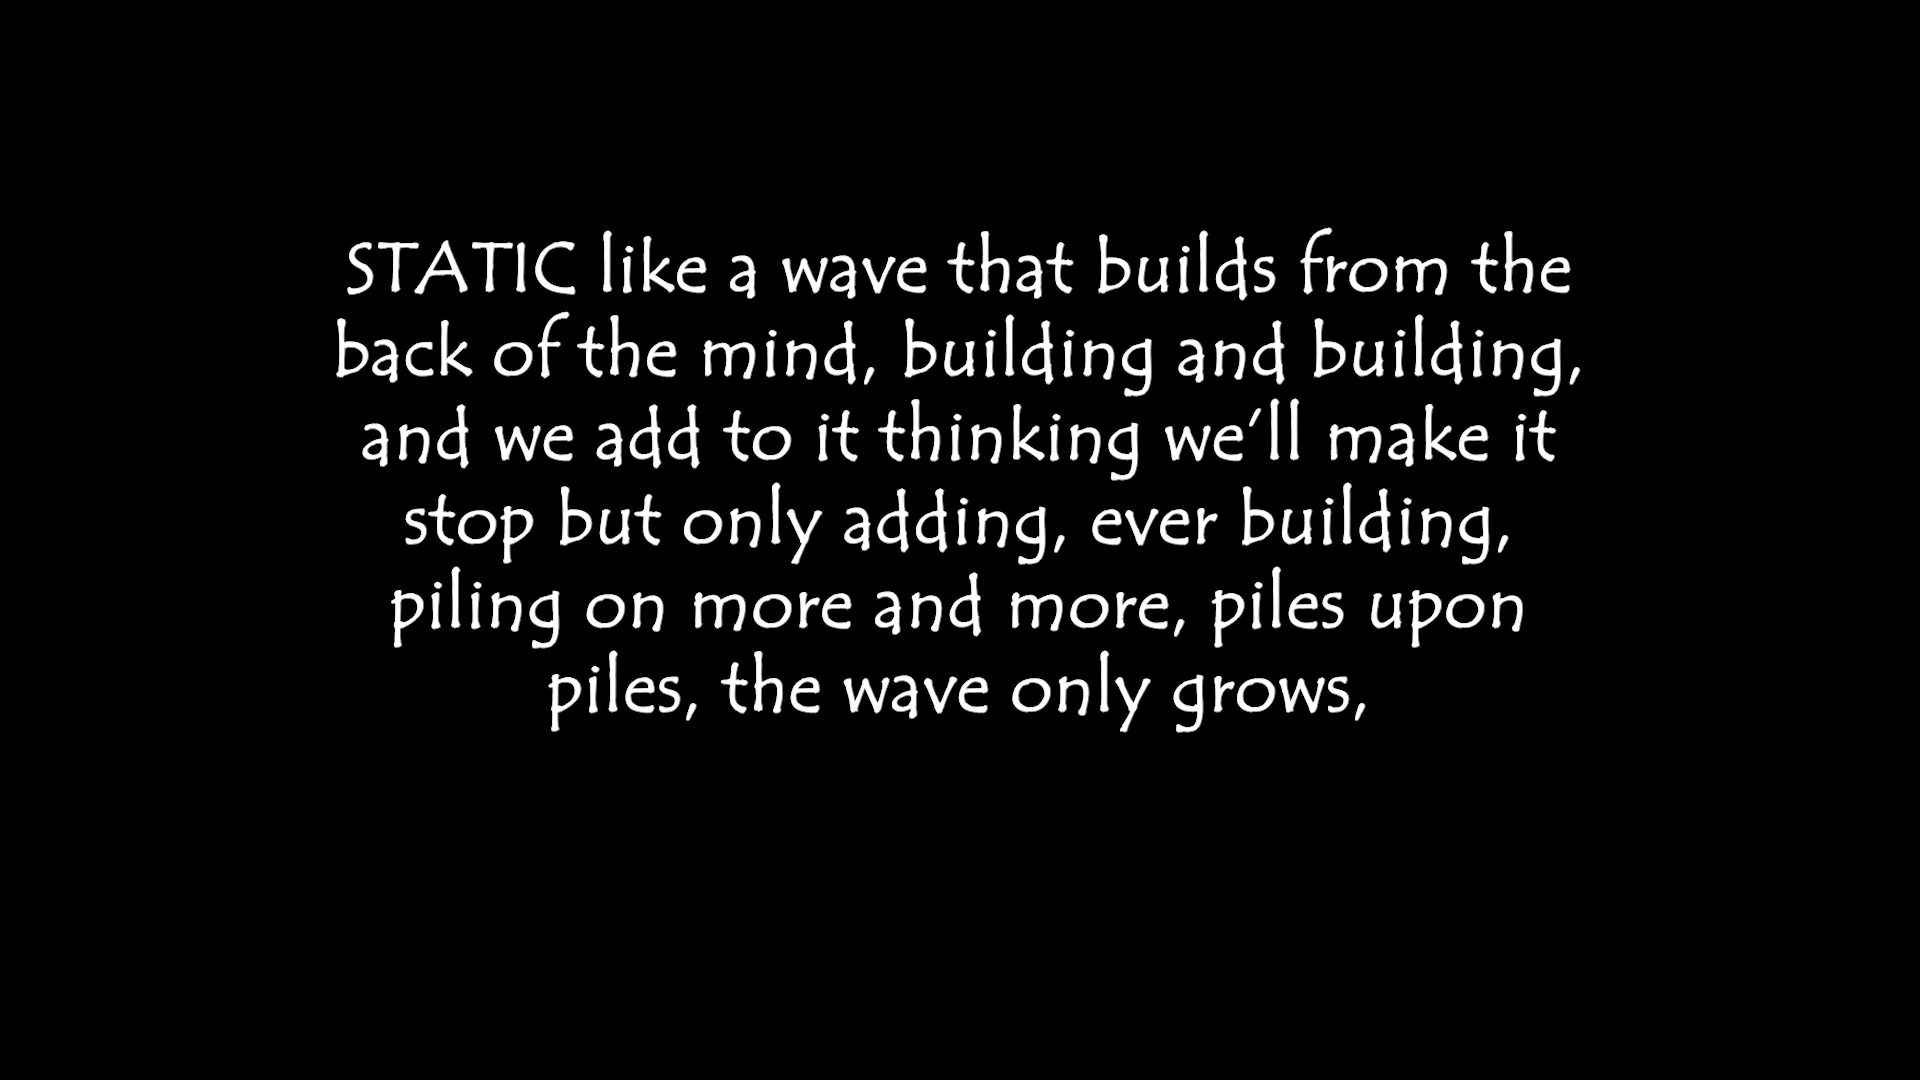 STATIC like a wave that builds from the
back of the mind, building and building,
and we add to it thinking we'll make it
stop but only adding, ever building,
piling on more and more, piles upon
piles, the wave only grows,